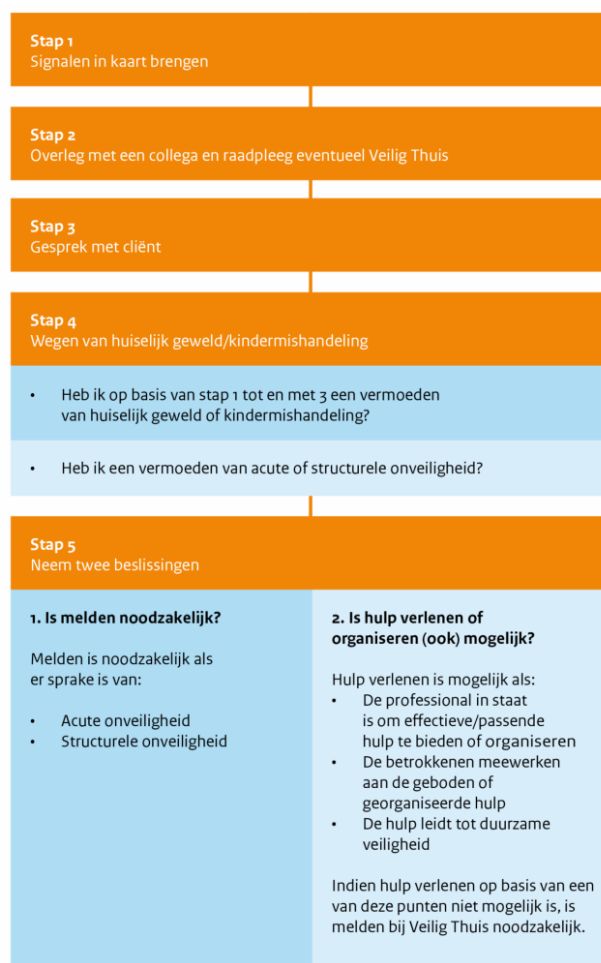 Stap 1
Signalen in kaart brengen
Stap 2
Overleg met een collega en raadpleeg eventueel Veilig Thuis
Stap 3
Gesprek met cliënt
Stap 4
Wegen van huiselijk geweld/kindermishandeling
• Heb ik op basis van stap 1 tot en met 3 een vermoeden
van huiselijk geweld of kindermishandeling?
• Heb ik een vermoeden van acute of structurele onveiligheid?
Stap 5
Neem twee beslissingen
1. Is melden noodzakelijk?
Melden is noodzakelijk als
er sprake is van:
• Acute onveiligheid
• Structurele onveiligheid
2. Is hulp verlenen of
organiseren (ook) mogelijk?
Hulp verlenen is mogelijk als:
• De professional in staat
is om effectieve/passende
hulp te bieden of organiseren
• De betrokkenen meewerken
aan de geboden of
georganiseerde hulp
• De hulp leidt tot duurzame
veiligheid
Indien hulp verlenen op basis van een
van deze punten niet mogelijk is, is
melden bij Veilig Thuis noodzakelijk.